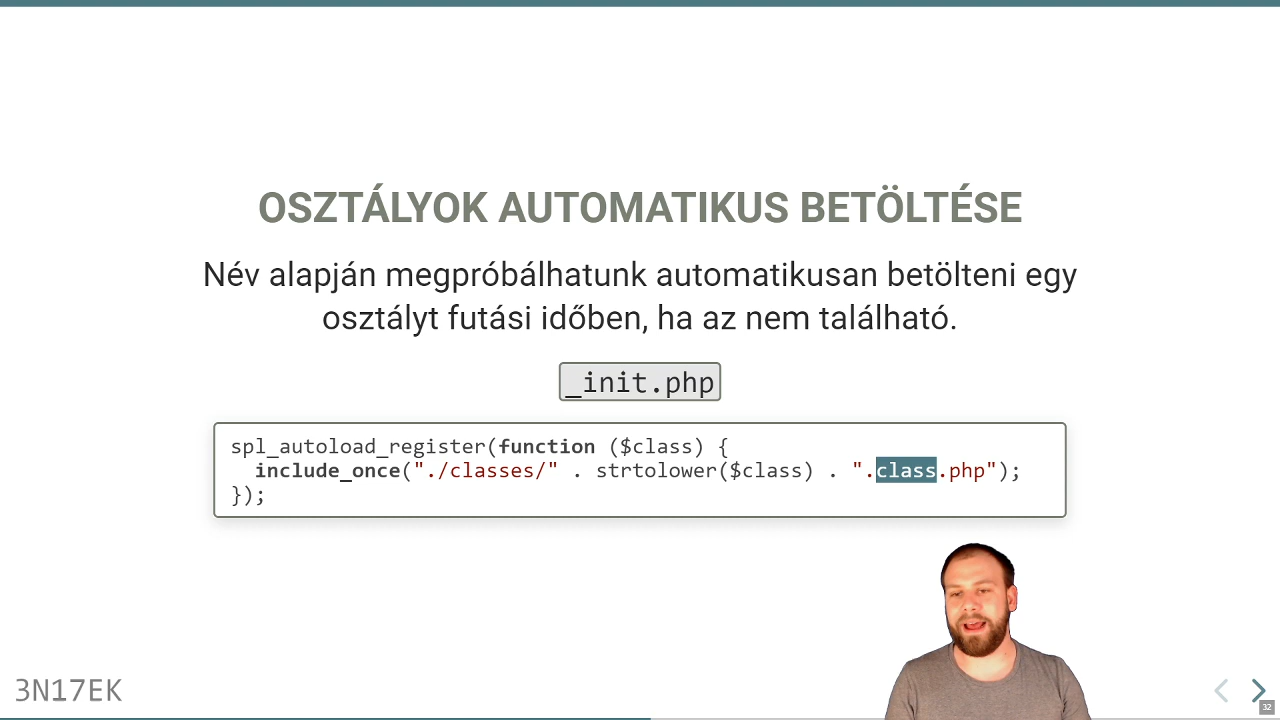 OSZTÁLYOK AUTOMATIKUS BETÖLTÉSE
Név alapján megpróbálhatunk automatikusan betölteni egy
osztályt futási időben, ha az nem található.
_init.php
spl_autoload_register(function ($class) {
  include_once("./classes/" . strtolower($class) . ".class.php");
});
3N17EK
32